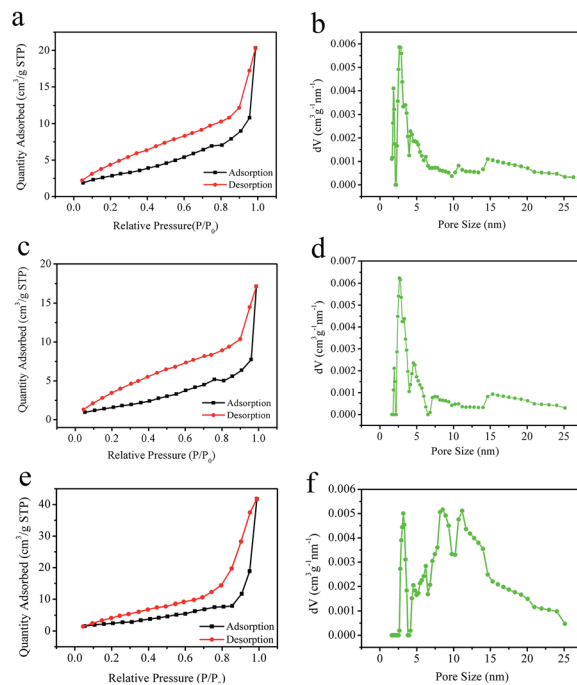 a
Quantity Adsorbed (cm³/g STP)
20
15
10
5
0
Adsorption
Desorption
0.0 0.2 0.4 0.6 0.8 1.0
Relative Pressure(P/P₀)
b
dV (cm³g⁻¹nm⁻¹)
0.006
0.005
0.004
0.003
0.002
0.001
0.000
0 5 10 15 20 25
Pore Size (nm)
c
Quantity Adsorbed (cm³/g STP)
20
15
10
5
0
Adsorption
Desorption
0.0 0.2 0.4 0.6 0.8 1.0
Relative Pressure (P/P₀)
d
dV (cm³g⁻¹nm⁻¹)
0.007
0.006
0.005
0.004
0.003
0.002
0.001
0.000
0 5 10 15 20 25
Pore Size (nm)
e
Quantity Adsorbed (cm³/g STP)
40
30
20
10
0
Adsorption
Desorption
0.0 0.2 0.4 0.6 0.8 1.0
Relative Pressure (P/P₀)
f
dV (cm³g⁻¹nm⁻¹)
0.006
0.005
0.004
0.003
0.002
0.001
0.000
0 5 10 15 20 25
Pore Size (nm)